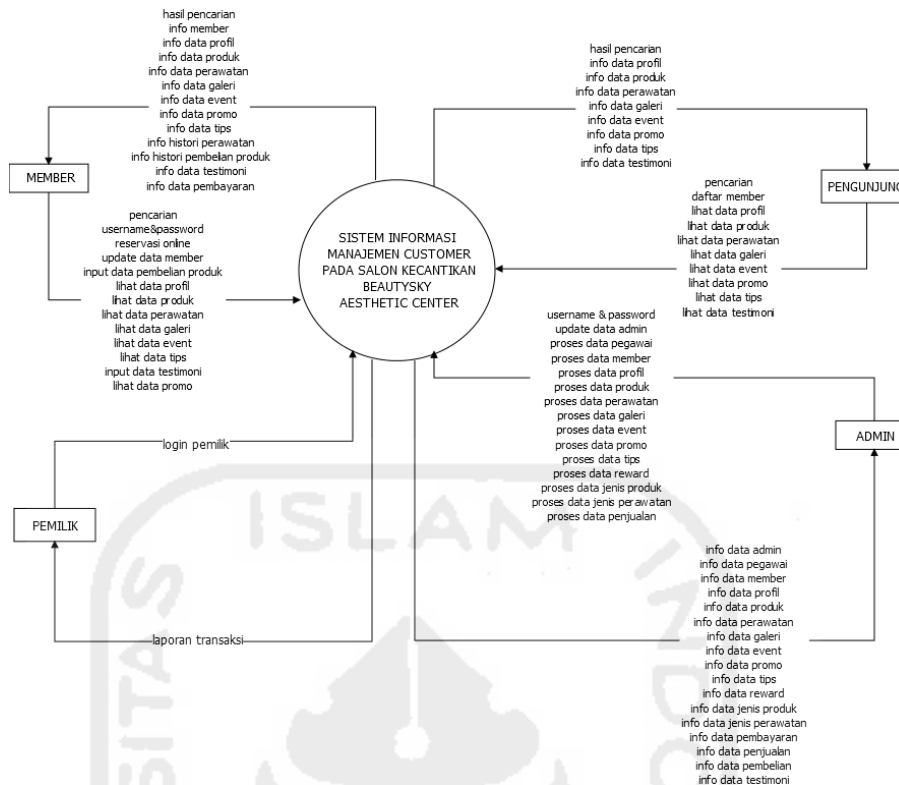 hasil pencarian
info member
info data profil
info data produk
info data perawatan
info data galeri
info data event
info data promo
info data tips
info histori perawatan
info histori pembelian produk
info data testimoni
info data pembayaran
hasil pencarian
info data profil
info data produk
info data perawatan
info data galeri
info data event
info data promo
info data tips
info data testimoni
MEMBER
PENGUNJUNG
pencarian
username&password
reservasi online
update data member
input data pembelian produk
lihat data profil
lihat data produk
lihat data perawatan
lihat data galeri
lihat data event
lihat data tips
input data testimoni
lihat data promo
SISTEM INFORMASI
MANAJEMEN CUSTOMER
PADA SALON KECANTIKAN
BEAUTYSKY
AESTHETIC CENTER
pencarian
daftar member
lihat data profil
lihat data produk
lihat data perawatan
lihat data galeri
lihat data event
lihat data promo
lihat data tips
lihat data testimoni
username & password
update data admin
proses data pegawai
proses data member
proses data profil
proses data produk
proses data perawatan
proses data galeri
proses data event
proses data promo
proses data tips
proses data reward
proses data jenis produk
proses data jenis perawatan
proses data penjualan
ADMIN
login pemilik
PEMILIK
laporan transaksi
info data admin
info data pegawai
info data member
info data profil
info data produk
info data perawatan
info data galeri
info data event
info data promo
info data tips
info data reward
info data jenis produk
info data jenis perawatan
info data pembayaran
info data penjualan
info data pembelian
info data testimoni
ISLAM
SITAS
INDO